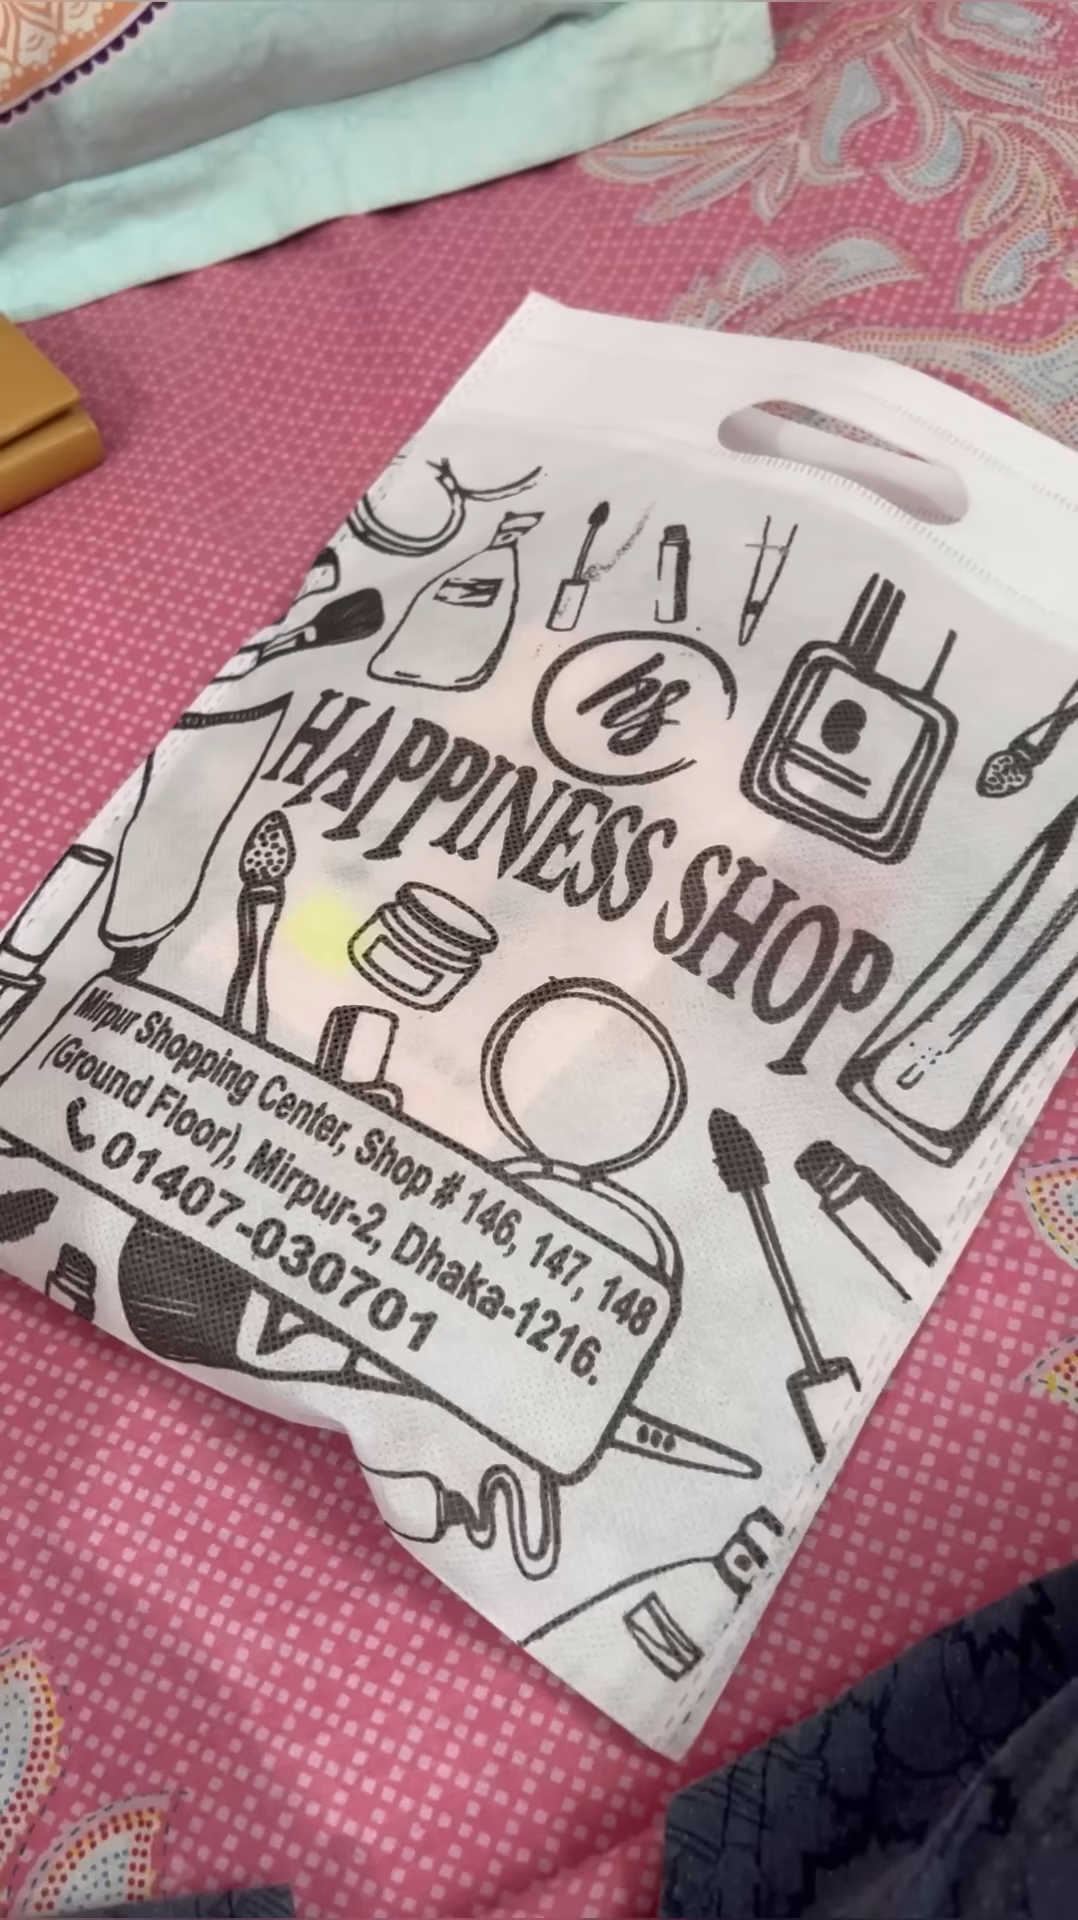 hs
HAPPINESS SHOP
Mirpur Shopping Center, Shop # 146, 147, 148
(Ground Floor), Mirpur-2, Dhaka-1216.
01407-030701